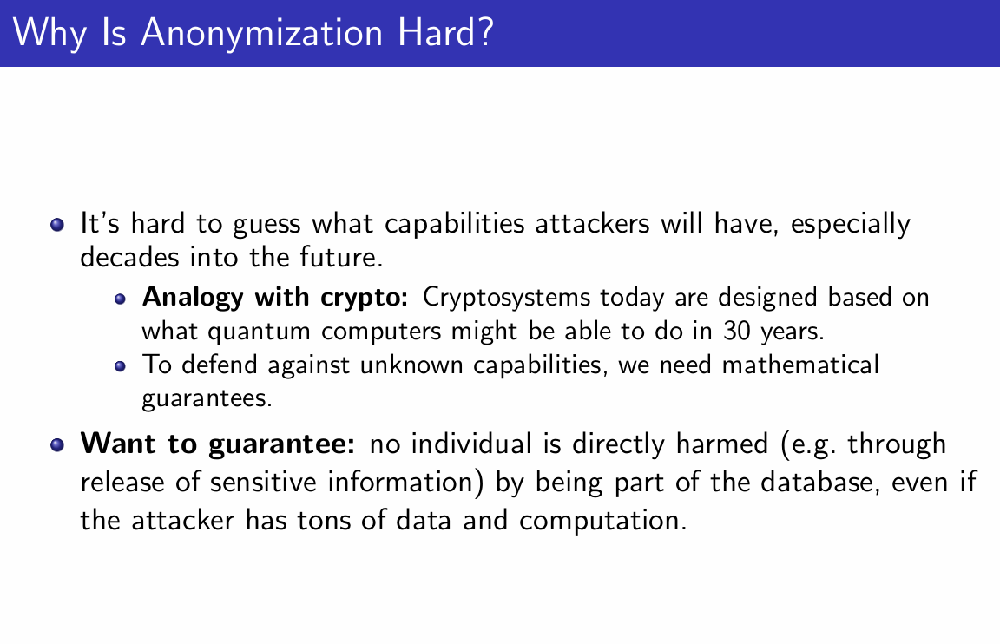 Why Is Anonymization Hard?
It's hard to guess what capabilities attackers will have, especially
decades into the future.
Analogy with crypto: Cryptosystems today are designed based on
what quantum computers might be able to do in 30 years.
To defend against unknown capabilities, we need mathematical
guarantees.
Want to guarantee: no individual is directly harmed (e.g. through
release of sensitive information) by being part of the database, even if
the attacker has tons of data and computation.